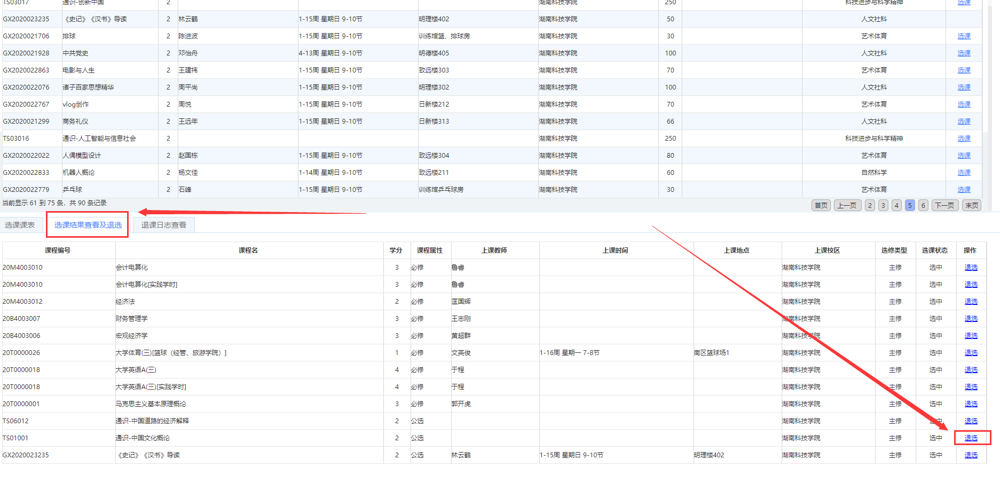 TS03017 通识-创新中国 2 湖南科技学院 250 科技进步与科学精神 选课
GX2020023235 《史记》《汉书》导读 2 林云鹤 1-15周 星期日 9-10节 明理楼402 湖南科技学院 50 人文社科
GX2020021706 排球 2 陈进波 1-15周 星期日 9-10节 训练馆篮、排球房 湖南科技学院 30 艺术体育 选课
GX2020021928 中共党史 2 邓怡舟 4-13周 星期日 9-10节 明德楼405 湖南科技学院 100 人文社科 选课
GX2020022863 电影与人生 2 王建祎 1-15周 星期日 9-10节 致远楼303 湖南科技学院 70 艺术体育 选课
GX2020022076 诸子百家思想精华 2 周平尚 1-15周 星期日 9-10节 明理楼302 湖南科技学院 100 人文社科 选课
GX2020022767 vlog创作 2 周悦 1-15周 星期日 9-10节 日新楼212 湖南科技学院 70 艺术体育 选课
GX2020021299 商务礼仪 2 王远年 1-15周 星期日 9-10节 日新楼313 湖南科技学院 66 人文社科 选课
TS03016 通识-人工智能与信息社会 2 湖南科技学院 250 科技进步与科学精神 选课
GX2020022022 人偶模型设计 2 赵国栋 1-15周 星期日 9-10节 致远楼304 湖南科技学院 80 艺术体育 选课
GX2020022833 机器人概论 2 杨文佳 1-14周 星期日 9-10节 致远楼211 湖南科技学院 60 自然科学 选课
GX2020022779 乒乓球 2 石峰 1-15周 星期日 9-10节 训练馆乒乓球房 湖南科技学院 30 艺术体育 选课
当前显示 61 到 75 条，共 90 条记录 首页 上一页 2 3 4 5 6 下一页 末页
选课课表 选课结果查看及退选 退课日志查看
课程编号 课程名 学分 课程属性 上课教师 上课时间 上课地点 上课校区 选修类型 选课状态 操作
20M4003010 会计电算化 3 必修 鲁睿 湖南科技学院 主修 选中 退选
20M4003010 会计电算化[实践学时] 3 必修 鲁睿 湖南科技学院 主修 选中 退选
20M4003012 经济法 2 必修 匡国辉 湖南科技学院 主修 选中 退选
20B4003007 财务管理学 3 必修 王志刚 湖南科技学院 主修 选中 退选
20B4003006 宏观经济学 3 必修 黄超群 湖南科技学院 主修 选中 退选
20T0000026 大学体育(三)[篮球（经管、旅游学院）] 1 必修 文英俊 1-16周 星期一 7-8节 南区篮球场1 湖南科技学院 主修 选中 退选
20T0000018 大学英语A(三) 4 必修 于程 湖南科技学院 主修 选中 退选
20T0000018 大学英语A(三)[实践学时] 4 必修 于程 湖南科技学院 主修 选中 退选
20T0000001 马克思主义基本原理概论 3 必修 郭开虎 湖南科技学院 主修 选中 退选
TS06012 通识-中国道路的经济解释 2 公选 湖南科技学院 主修 选中 退选
TS01001 通识-中国文化概论 2 公选 湖南科技学院 主修 选中 退选
GX2020023235 《史记》《汉书》导读 2 公选 林云鹤 1-15周 星期日 9-10节 明理楼402 湖南科技学院 主修 选中 退选